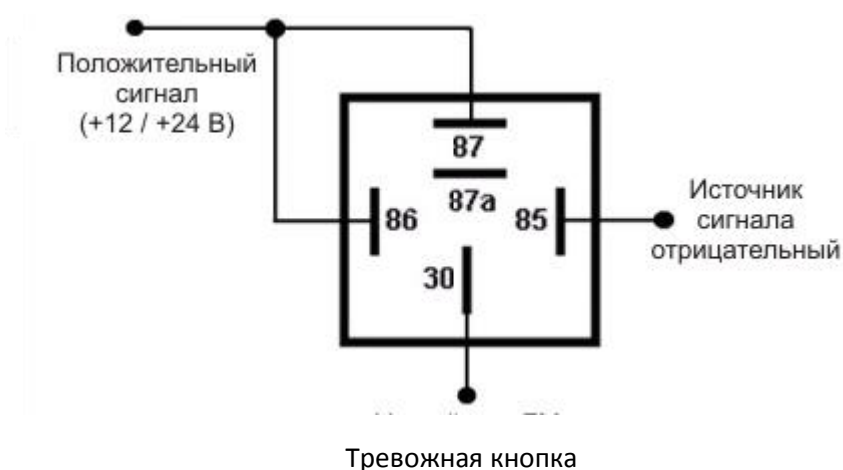 Положительный
сигнал
(+12 / +24 В)
87
87a
86
85
30
Источник
сигнала
отрицательный
Тревожная кнопка